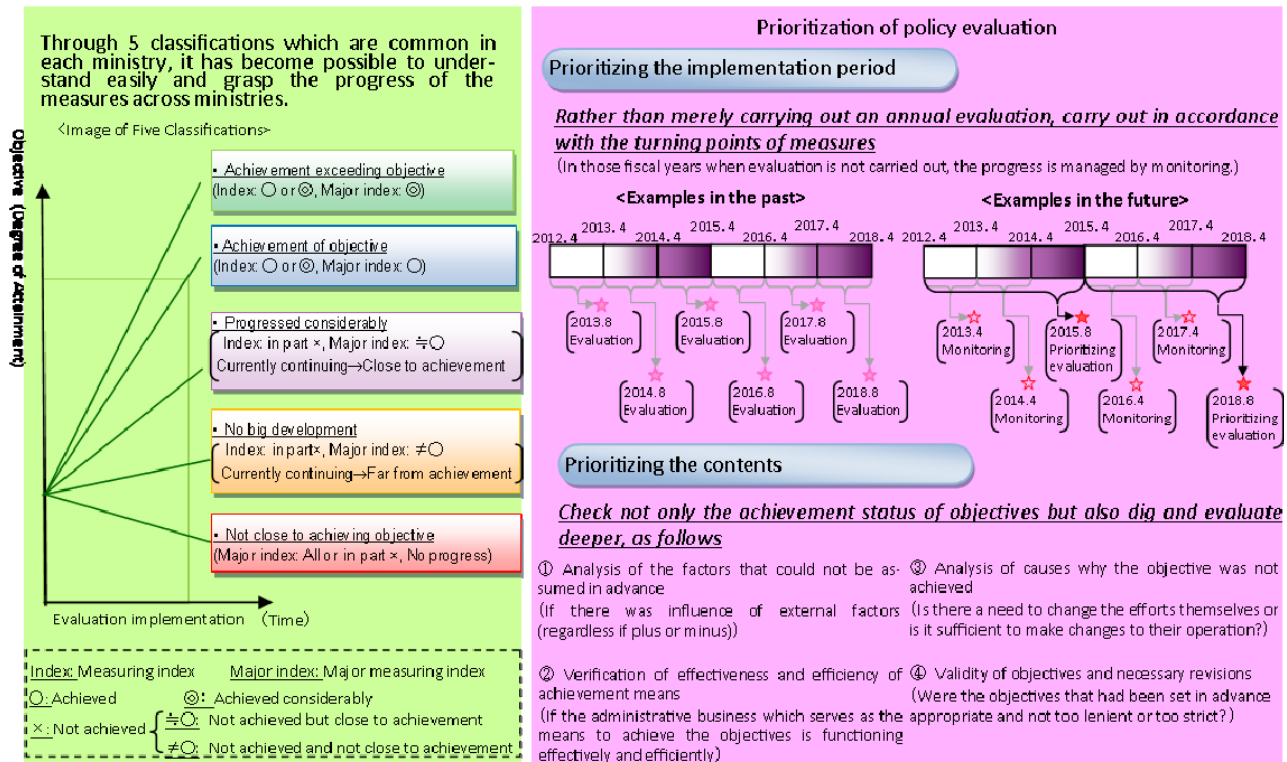 Through 5 classifications which are common in
each ministry, it has become possible to under-
stand easily and grasp the progress of the
measures across ministries.
<Image of Five Classifications>
Objective (Degree of Attainment)
▪ Achievement exceeding objective
(Index: ○ or ◎, Major index: ◎)
▪ Achievement of objective
(Index: ○ or ◎, Major index: ○)
▪ Progressed considerably
Index: in part ×, Major index: ≒○
Currently continuing→Close to achievement
▪ No big development
Index: in part×, Major index: ≠○
Currently continuing→Far from achievement
▪ Not close to achieving objective
(Major index: All or in part ×, No progress)
Evaluation implementation (Time)
Index: Measuring index Major index: Major measuring index
○: Achieved ◎: Achieved considerably
×: Not achieved
≒○: Not achieved but close to achievement
≠○: Not achieved and not close to achievement
Prioritization of policy evaluation
Prioritizing the implementation period
Rather than merely carrying out an annual evaluation, carry out in accordance
with the turning points of measures
(In those fiscal years when evaluation is not carried out, the progress is managed by monitoring.)
<Examples in the past>
2013. 4 2015. 4 2017. 4
2012. 4 2014. 4 2016. 4 2018. 4
2013.8
Evaluation
2015.8
Evaluation
2017.8
Evaluation
2014.8
Evaluation
2016.8
Evaluation
2018.8
Evaluation
<Examples in the future>
2013. 4 2015. 4 2017. 4
2012. 4 2014. 4 2016. 4 2018. 4
2013.4
Monitoring
2015.8
Prioritizing
evaluation
2017.4
Monitoring
2014.4
Monitoring
2016.4
Monitoring
2018.8
Prioritizing
evaluation
Prioritizing the contents
Check not only the achievement status of objectives but also dig and evaluate
deeper, as follows
① Analysis of the factors that could not be as-
sumed in advance
(If there was influence of external factors
(regardless if plus or minus))
② Verification of effectiveness and efficiency of
achievement means
(If the administrative business which serves as the
means to achieve the objectives is functioning
effectively and efficiently)
③ Analysis of causes why the objective was not
achieved
(Is there a need to change the efforts themselves or
is it sufficient to make changes to their operation?)
④ Validity of objectives and necessary revisions
(Were the objectives that had been set in advance
appropriate and not too lenient or too strict?)